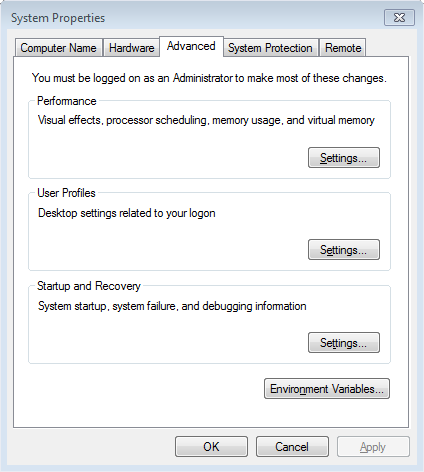 System Properties
Computer Name Hardware Advanced System Protection Remote
You must be logged on as an Administrator to make most of these changes.
Performance
Visual effects, processor scheduling, memory usage, and virtual memory
Settings...
User Profiles
Desktop settings related to your logon
Settings...
Startup and Recovery
System startup, system failure, and debugging information
Settings...
Environment Variables...
OK Cancel Apply